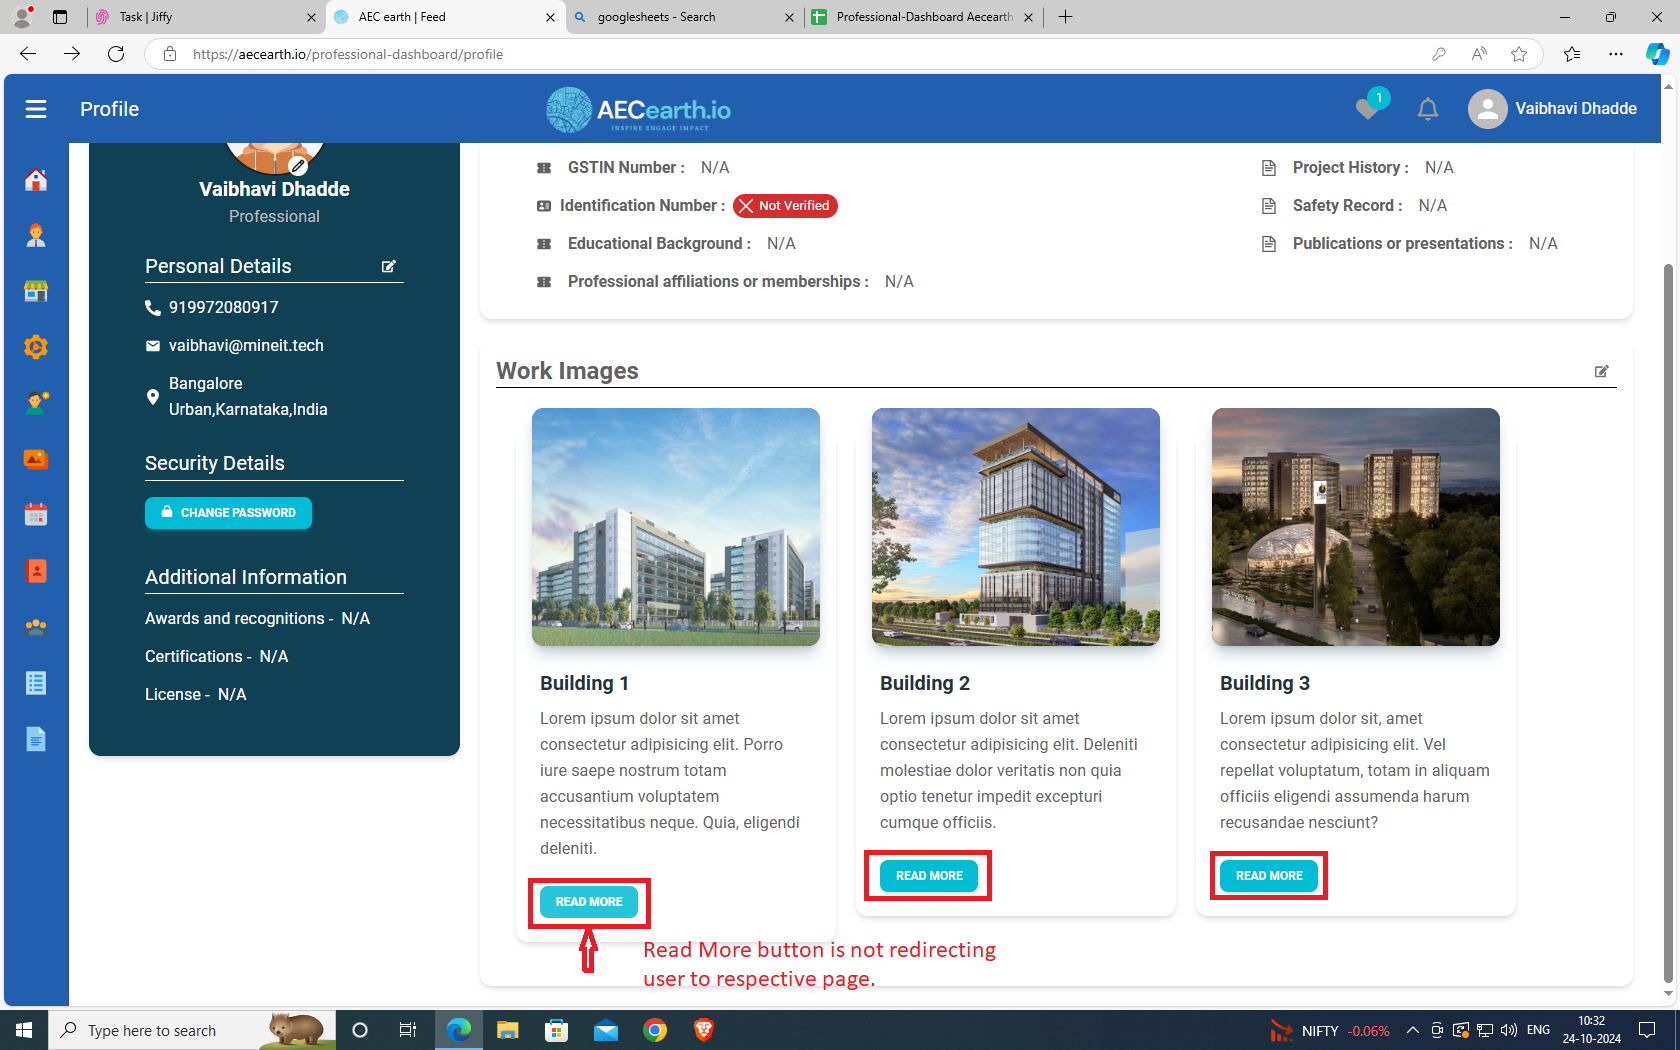 Task | Jiffy
AEC earth | Feed
googlesheets - Search
Professional-Dashboard Aecearth
https://aecearth.io/professional-dashboard/profile
Profile
AECearth.io
INSPIRE ENGAGE IMPACT
1
Vaibhavi Dhadde
Vaibhavi Dhadde
Professional
Personal Details
919972080917
vaibhavi@mineit.tech
Bangalore
Urban,Karnataka,India
Security Details
CHANGE PASSWORD
Additional Information
Awards and recognitions - N/A
Certifications - N/A
License - N/A
GSTIN Number : N/A
Identification Number : Not Verified
Educational Background : N/A
Professional affiliations or memberships : N/A
Project History : N/A
Safety Record : N/A
Publications or presentations : N/A
Work Images
Building 1
Lorem ipsum dolor sit amet
consectetur adipisicing elit. Porro
iure saepe nostrum totam
accusantium voluptatem
necessitatibus neque. Quia, eligendi
deleniti.
READ MORE
Building 2
Lorem ipsum dolor sit amet
consectetur adipisicing elit. Deleniti
molestiae dolor veritatis non quia
optio tenetur impedit excepturi
cumque officiis.
READ MORE
Building 3
Lorem ipsum dolor sit, amet
consectetur adipisicing elit. Vel
repellat voluptatum, totam in aliquam
officiis eligendi assumenda harum
recusandae nesciunt?
READ MORE
Read More button is not redirecting
user to respective page.
Type here to search
NIFTY -0.06%
ENG
10:32
24-10-2024